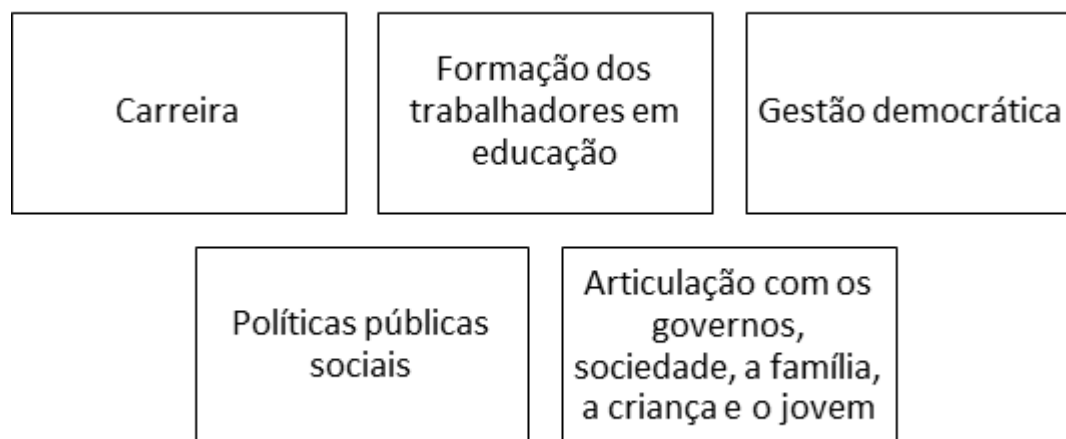 Carreira
Formação dos
trabalhadores em
educação
Gestão democrática
Políticas públicas
sociais
Articulação com os
governos,
sociedade, a família,
a criança e o jovem